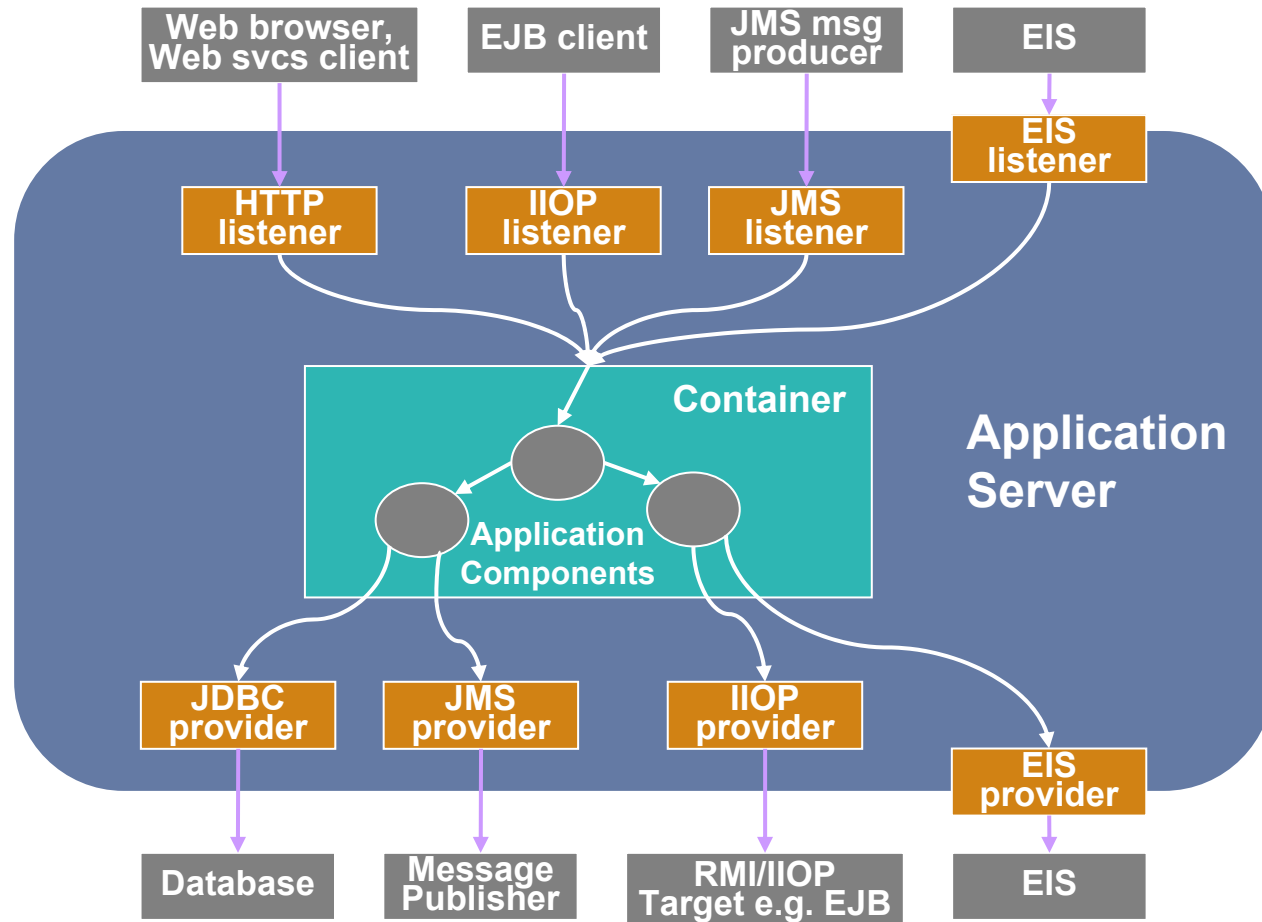 Web browser,
Web svcs client
EJB client
JMS msg
producer
EIS
EIS
listener
HTTP
listener
IIOP
listener
JMS
listener
Container
Application
Server
Application
Components
JDBC
provider
JMS
provider
IIOP
provider
EIS
provider
Database
Message
Publisher
RMI/IIOP
Target e.g. EJB
EIS